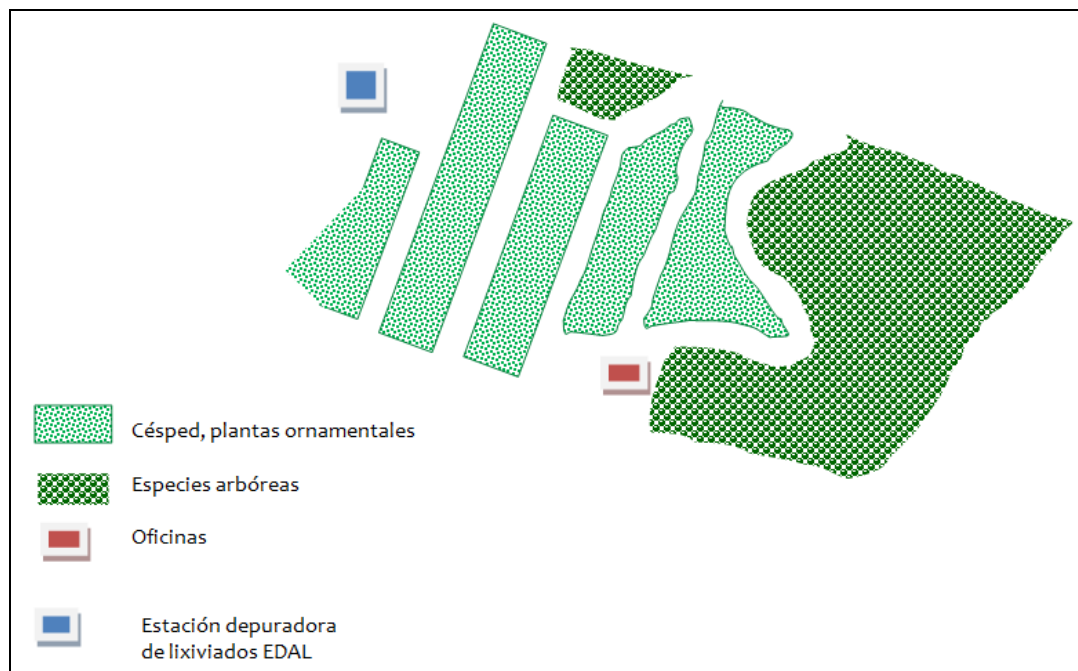 Césped, plantas ornamentales
Especies arbóreas
Oficinas
Estación depuradora
de lixiviados EDAL